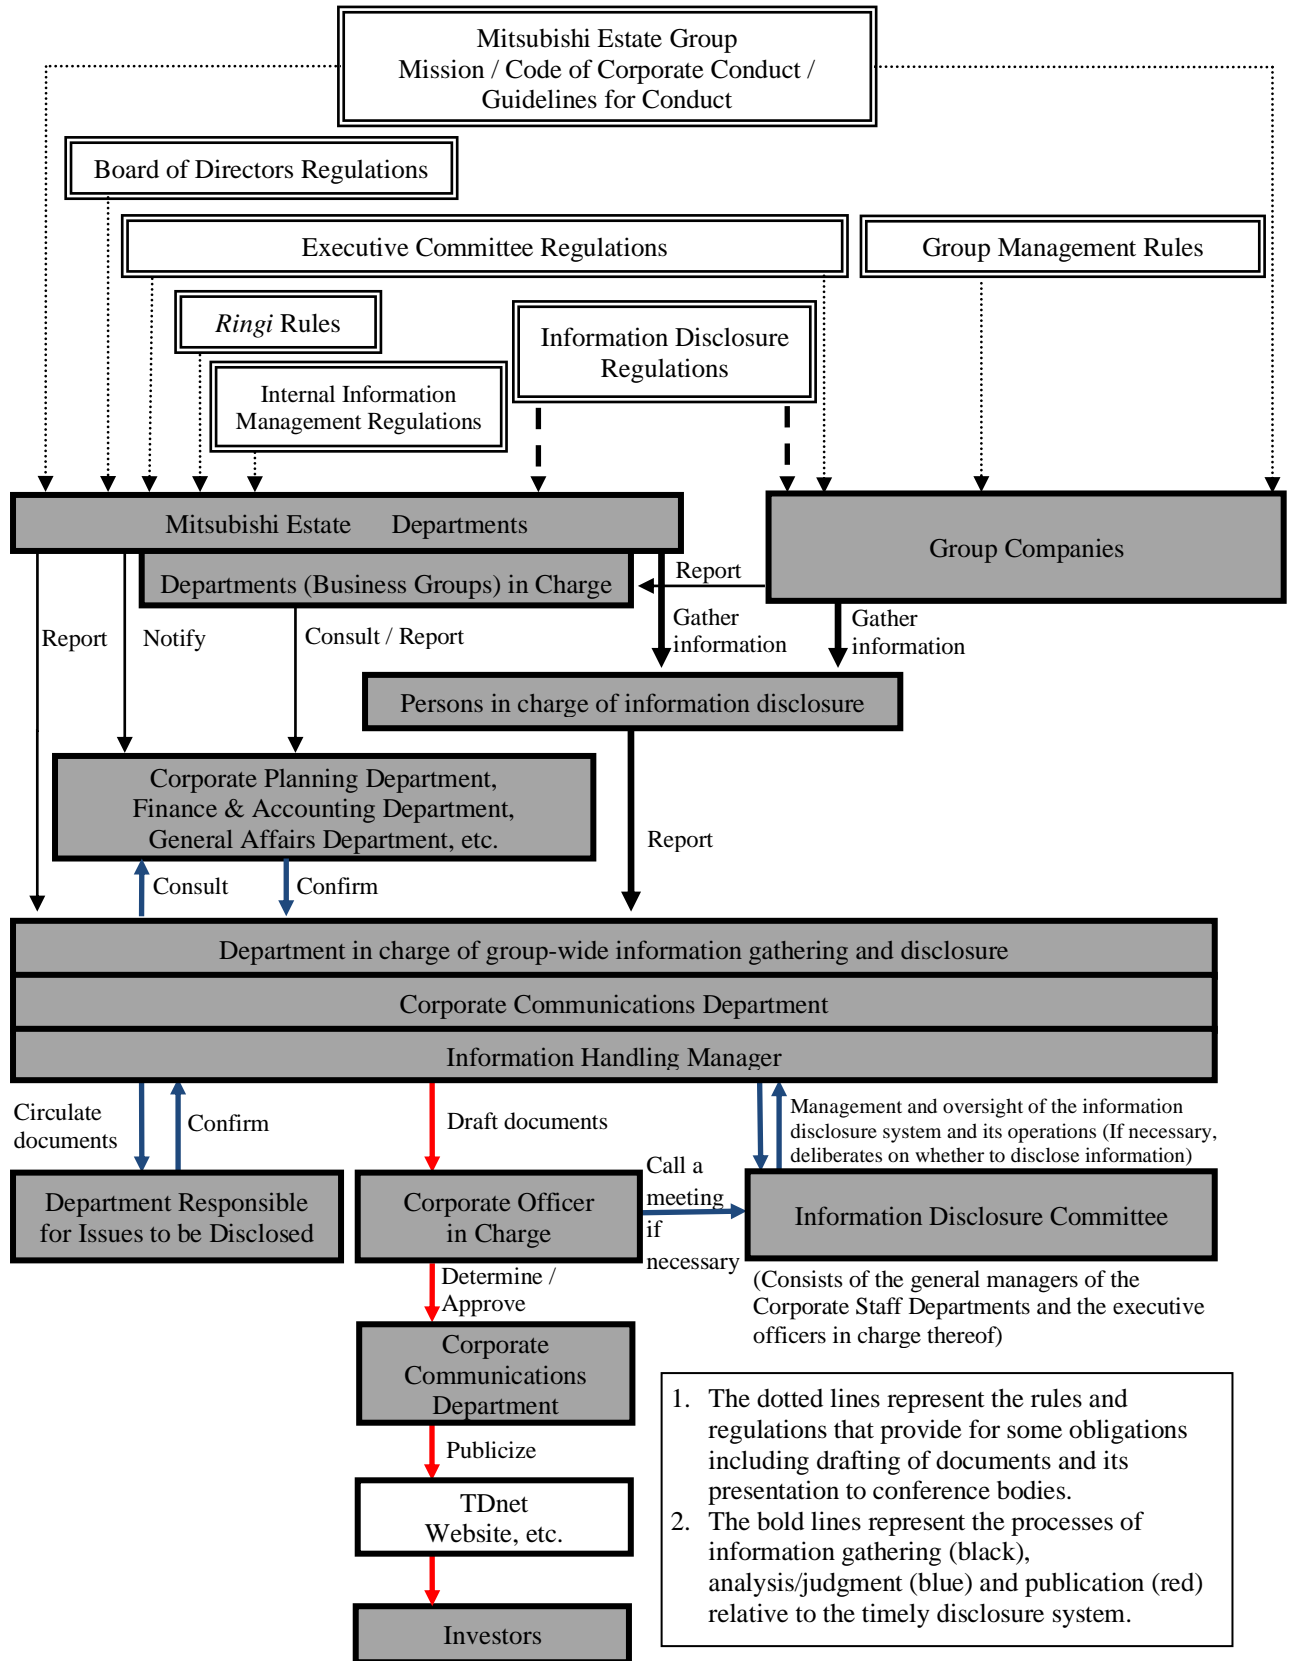 Mitsubishi Estate Group
Mission / Code of Corporate Conduct /
Guidelines for Conduct
Board of Directors Regulations
Executive Committee Regulations
Group Management Rules
Ringi Rules
Information Disclosure
Regulations
Internal Information
Management Regulations
Mitsubishi Estate Departments
Group Companies
Departments (Business Groups) in Charge
Report
Report
Notify
Consult / Report
Gather
information
Gather
information
Persons in charge of information disclosure
Corporate Planning Department,
Finance & Accounting Department,
General Affairs Department, etc.
Report
Consult
Confirm
Department in charge of group-wide information gathering and disclosure
Corporate Communications Department
Information Handling Manager
Circulate
documents
Confirm
Draft documents
Management and oversight of the information
disclosure system and its operations (If necessary,
deliberates on whether to disclose information)
Department Responsible
for Issues to be Disclosed
Corporate Officer
in Charge
Call a
meeting
if
necessary
Information Disclosure Committee
(Consists of the general managers of the
Corporate Staff Departments and the executive
officers in charge thereof)
Determine /
Approve
Corporate
Communications
Department
Publicize
TDnet
Website, etc.
Investors
1. The dotted lines represent the rules and
regulations that provide for some obligations
including drafting of documents and its
presentation to conference bodies.
2. The bold lines represent the processes of
information gathering (black),
analysis/judgment (blue) and publication (red)
relative to the timely disclosure system.